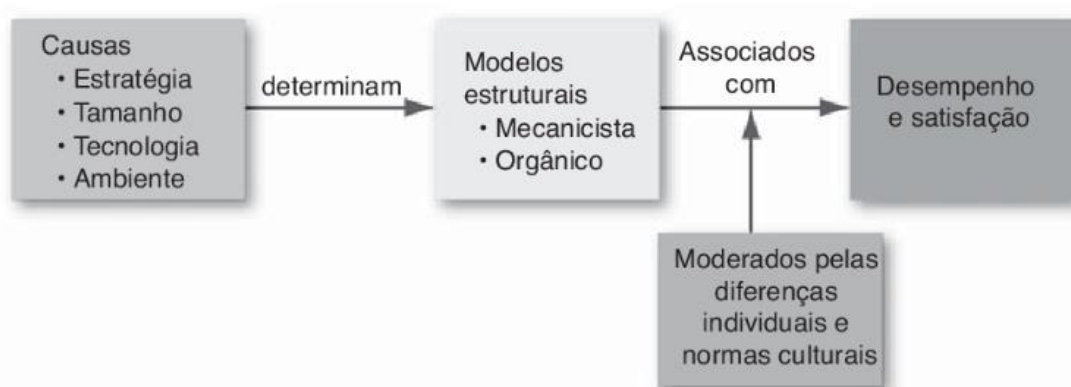 Causas
• Estratégia
• Tamanho
• Tecnologia
• Ambiente
determinam
Modelos
estruturais
• Mecanicista
• Orgânico
Associados
com
Desempenho
e satisfação
Moderados pelas
diferenças
individuais e
normas culturais